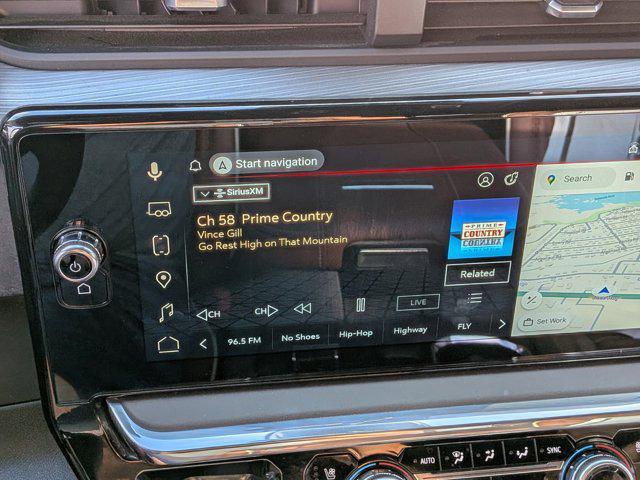 Start navigation
SiriusXM
Ch 58 Prime Country
Vince Gill
Go Rest High on That Mountain
PRIME
COUNTRY
Related
CH CH LIVE
96.5 FM No Shoes Hip-Hop Highway FLY
Search
Set Work
AUTO SYNC